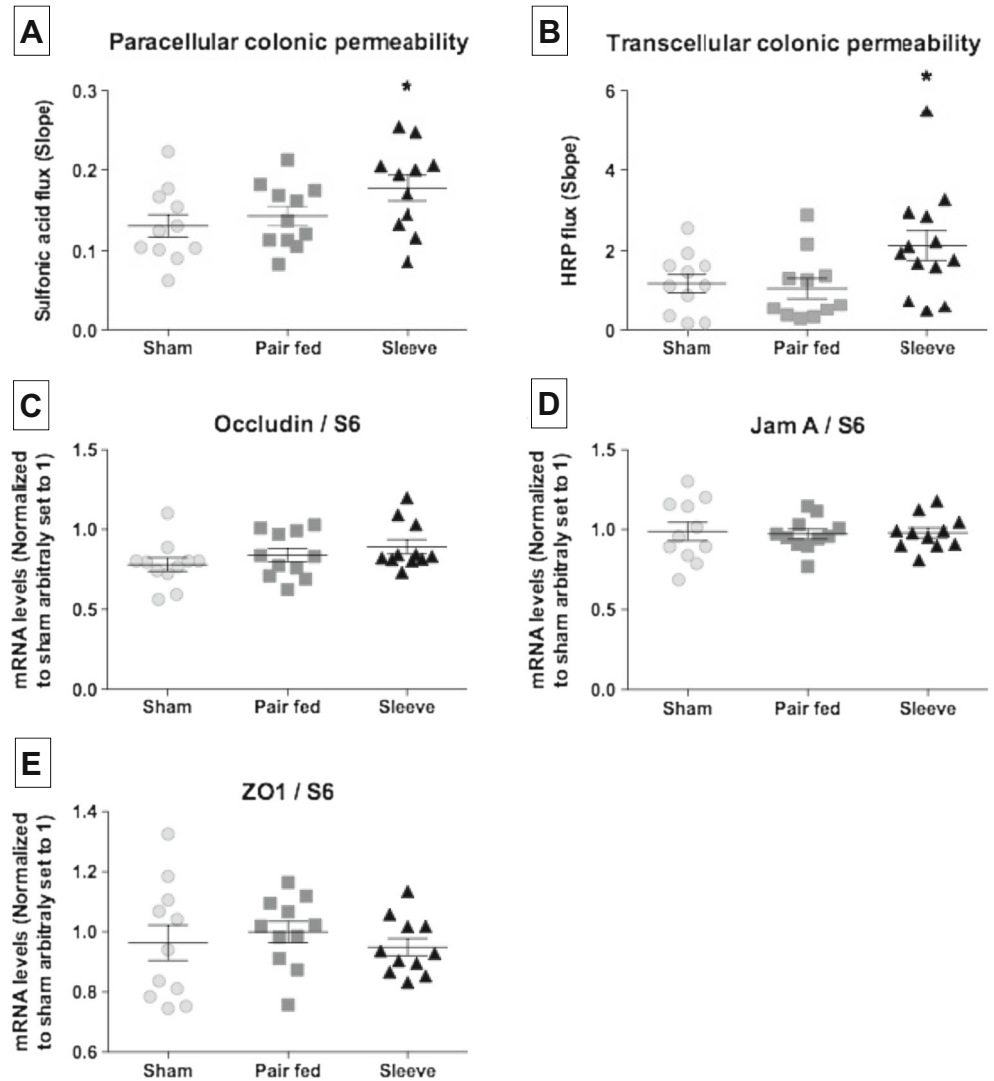 A
Paracellular colonic permeability
Sulfonic acid flux (Slope)
0.3
0.2
0.1
0.0
*
Sham
Pair fed
Sleeve
B
Transcellular colonic permeability
HRP flux (Slope)
6
4
2
0
*
Sham
Pair fed
Sleeve
C
Occludin / S6
mRNA levels (Normalized
to sham arbitraly set to 1)
1.5
1.0
0.5
0.0
Sham
Pair fed
Sleeve
D
Jam A / S6
mRNA levels (Normalized
to sham arbitraly set to 1)
1.5
1.0
0.5
0.0
Sham
Pair fed
Sleeve
E
ZO1 / S6
mRNA levels (Normalized
to sham arbitraly set to 1)
1.4
1.2
1.0
0.8
0.6
Sham
Pair fed
Sleeve